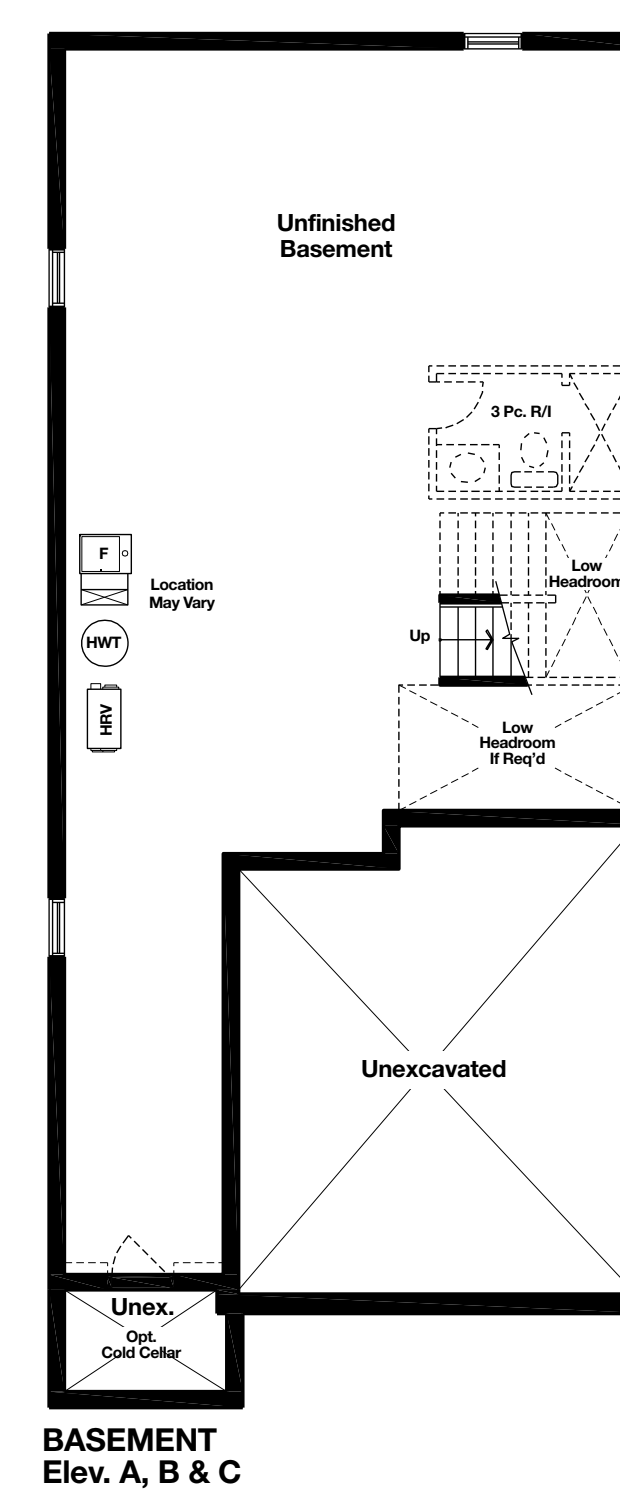 Unfinished
Basement
3 Pc. R/I
F
Low
Headroom
Location
May Vary
Up
HWT
HRV
Low
Headroom
If Req'd
Unexcavated
Unex.
Opt.
Cold Cellar
BASEMENT
Elev. A, B & C